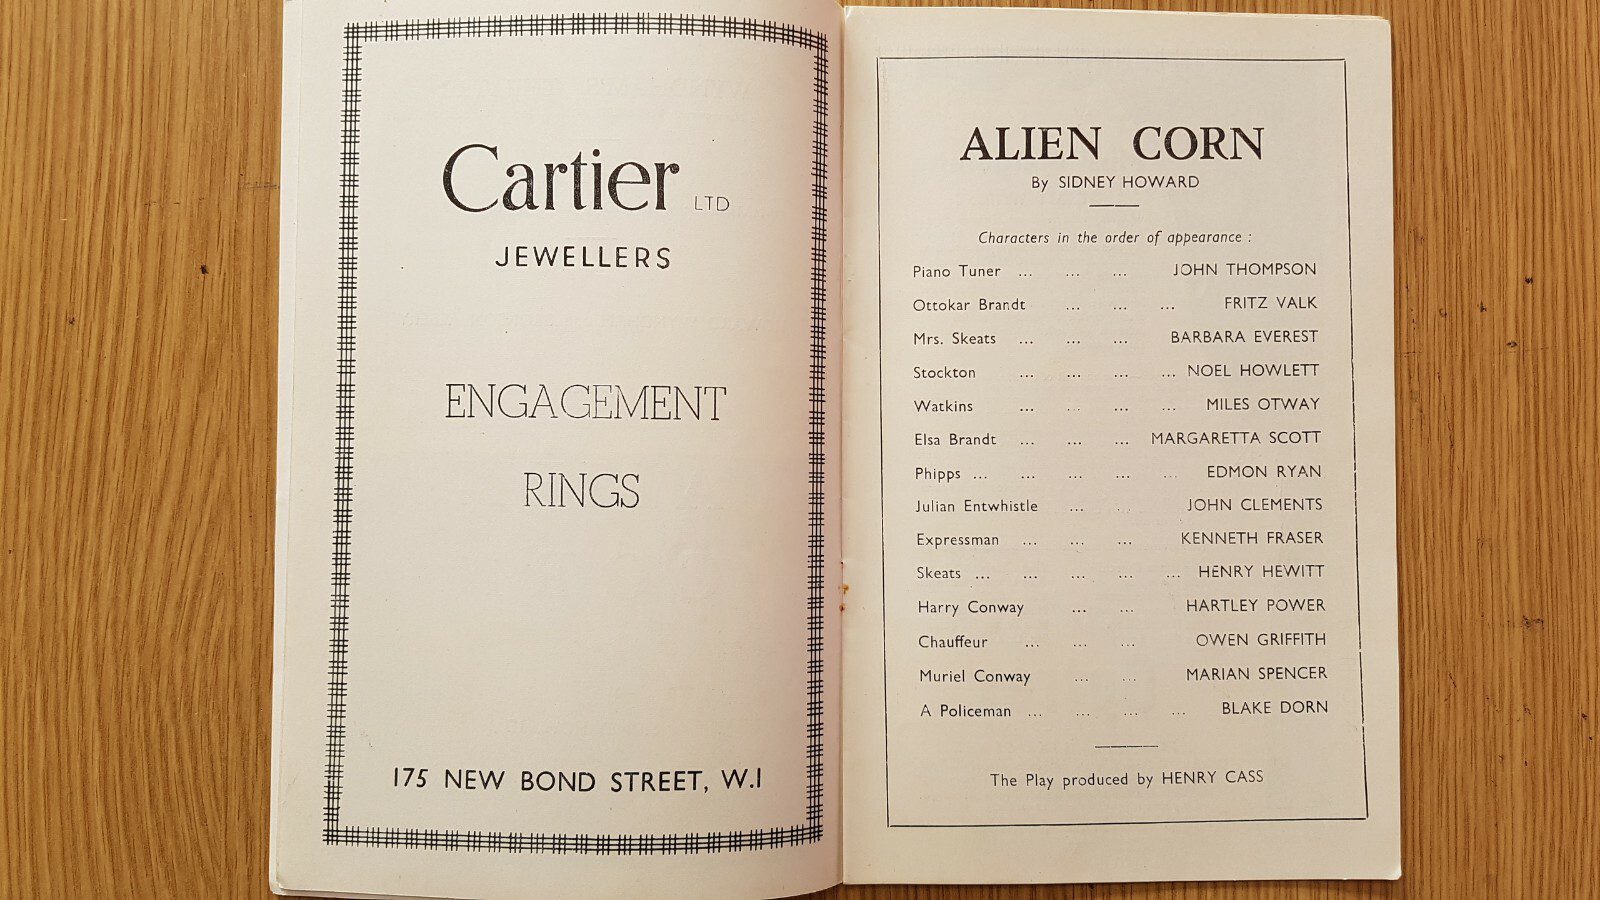 Cartier LTD
JEWELLERS
ENGAGEMENT
RINGS
175 NEW BOND STREET, W.1
ALIEN CORN
By SIDNEY HOWARD
Characters in the order of appearance :
Piano Tuner ... ... ... JOHN THOMPSON
Ottokar Brandt ... ... ... FRITZ VALK
Mrs. Skeats ... ... ... BARBARA EVEREST
Stockton ... ... ... ... NOEL HOWLETT
Watkins ... ... ... ... MILES OTWAY
Elsa Brandt ... ... ... MARGARETTA SCOTT
Phipps ... ... ... ... ... EDMON RYAN
Julian Entwhistle ... ... JOHN CLEMENTS
Expressman ... ... ... KENNETH FRASER
Skeats ... ... ... ... ... HENRY HEWITT
Harry Conway ... ... HARTLEY POWER
Chauffeur ... ... ... OWEN GRIFFITH
Muriel Conway ... ... MARIAN SPENCER
A Policeman ... ... ... ... BLAKE DORN
The Play produced by HENRY CASS